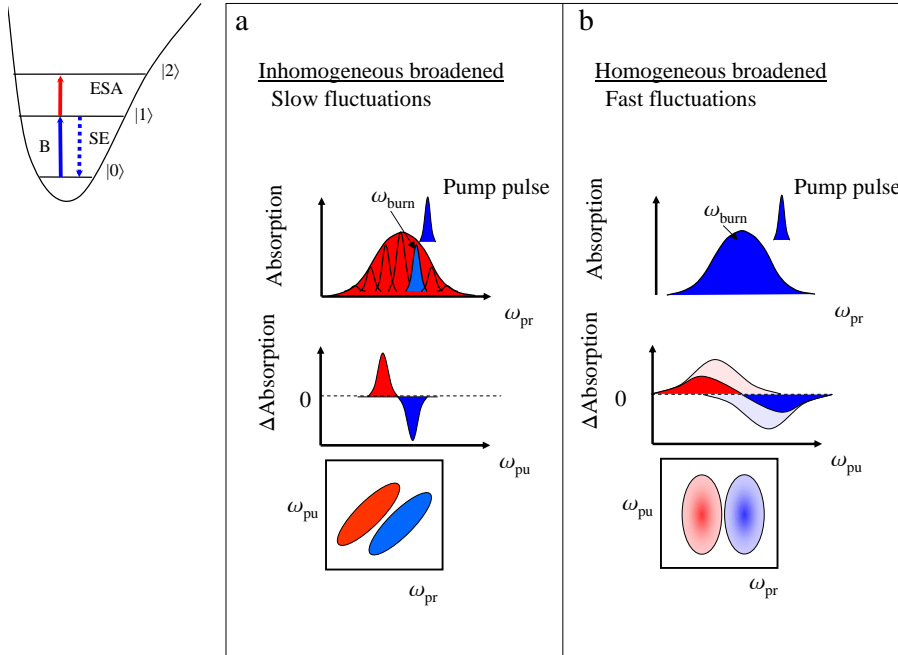 |2⟩
ESA
|1⟩
B
SE
|0⟩
a
Inhomogeneous broadened
Slow fluctuations
Pump pulse
ω_burn
Absorption
ω_pr
ΔAbsorption
0
ω_pu
ω_pu
ω_pr
b
Homogeneous broadened
Fast fluctuations
Pump pulse
ω_burn
Absorption
ω_pr
ΔAbsorption
0
ω_pu
ω_pu
ω_pr